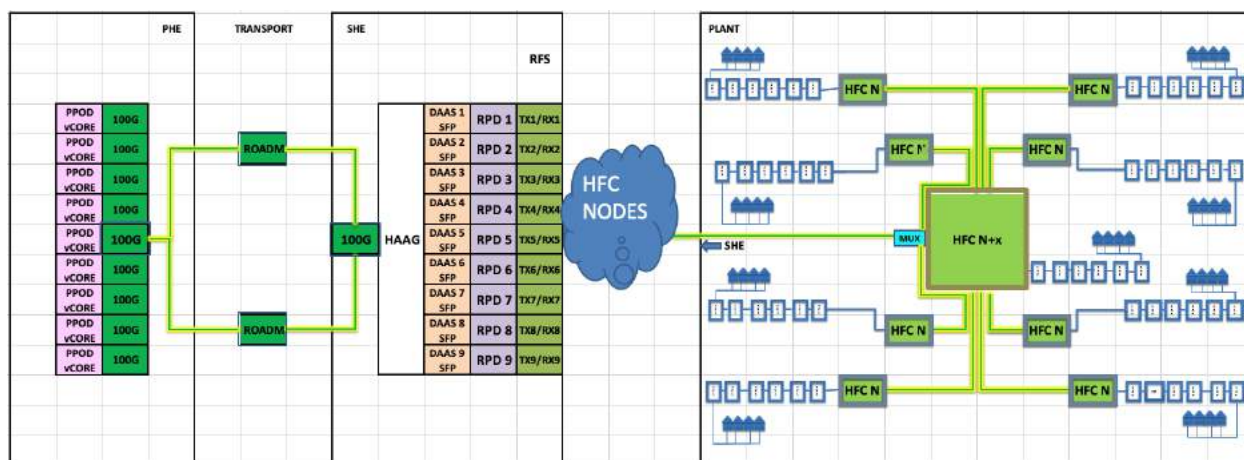 PHE
TRANSPORT
SHE
PLANT
RFS
PPOD vCORE
100G
DAAS 1 SFP
RPD 1
TX1/RX1
PPOD vCORE
100G
DAAS 2 SFP
RPD 2
TX2/RX2
PPOD vCORE
100G
DAAS 3 SFP
RPD 3
TX3/RX3
PPOD vCORE
100G
DAAS 4 SFP
RPD 4
TX4/RX4
PPOD vCORE
100G
DAAS 5 SFP
RPD 5
TX5/RX5
PPOD vCORE
100G
DAAS 6 SFP
RPD 6
TX6/RX6
PPOD vCORE
100G
DAAS 7 SFP
RPD 7
TX7/RX7
PPOD vCORE
100G
DAAS 8 SFP
RPD 8
TX8/RX8
PPOD vCORE
100G
DAAS 9 SFP
RPD 9
TX9/RX9
ROADM
ROADM
100G
HAAG
HFC
NODES
SHE
MUX
HFC N+x
HFC N
HFC N
HFC N
HFC N
HFC N
HFC N
HFC N
HFC N